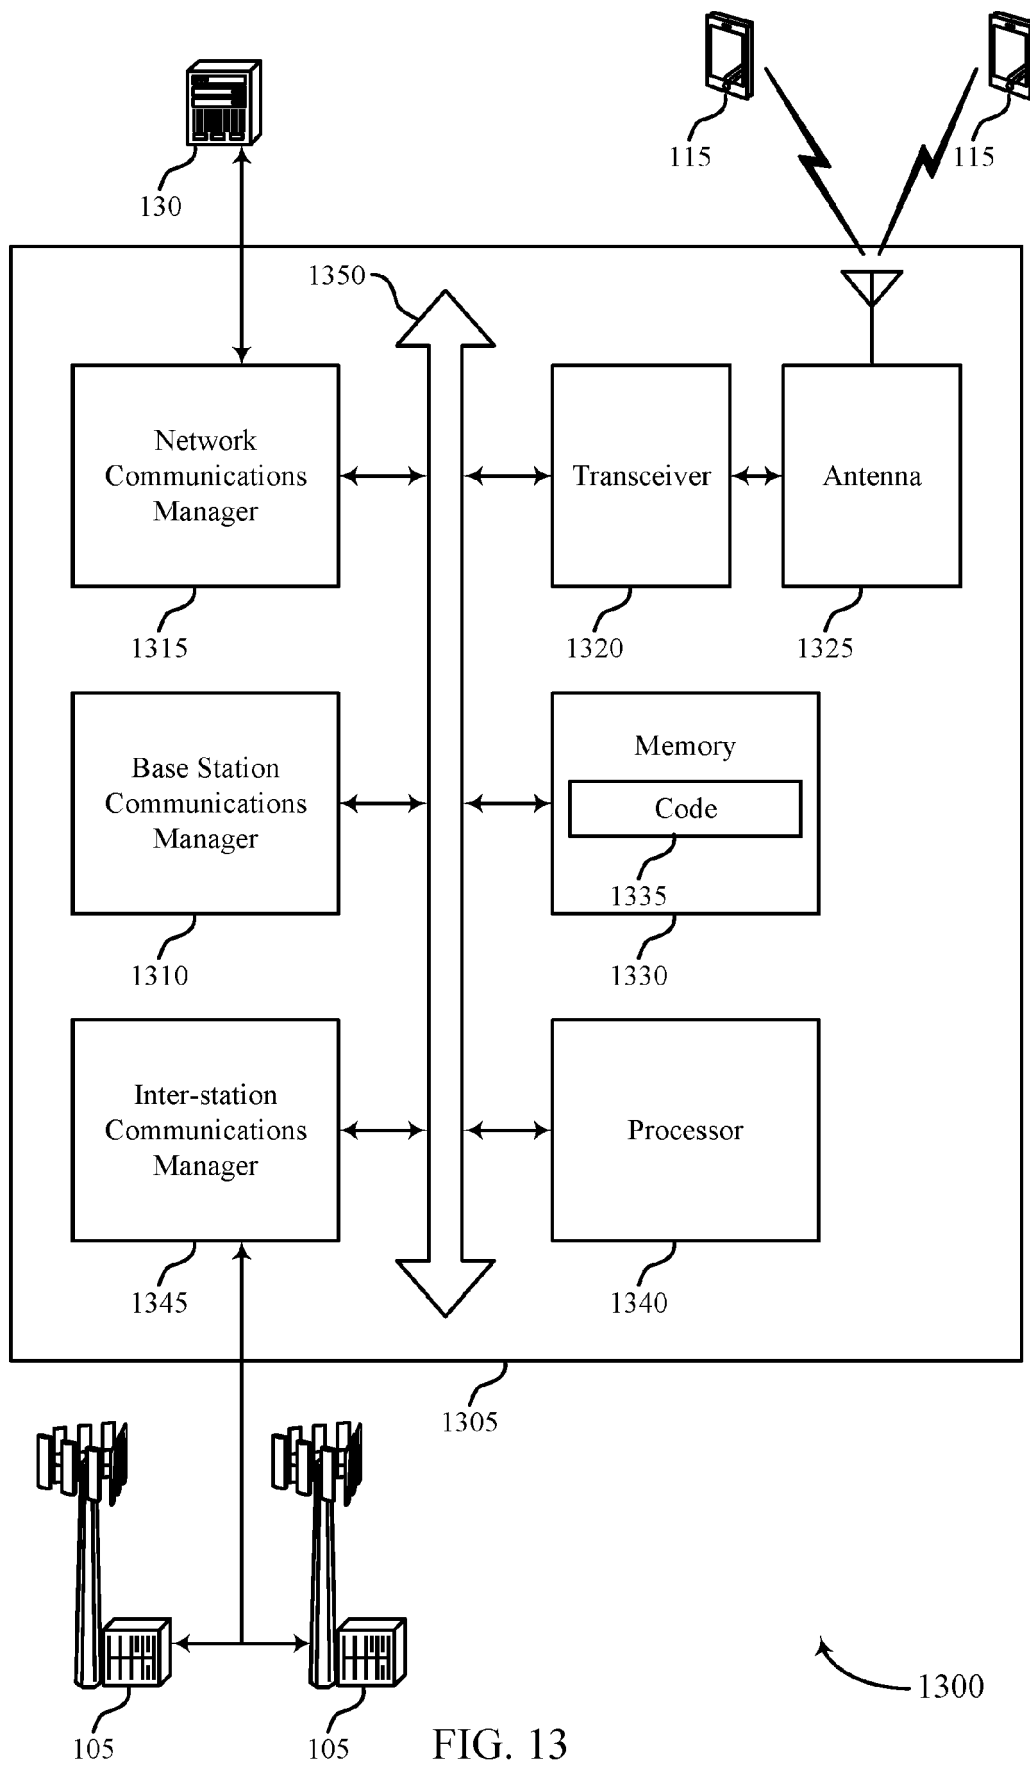 115
115
130
1350
Network
Communications
Manager
Transceiver
Antenna
1315
1320
1325
Base Station
Communications
Manager
Memory
Code
1335
1310
1330
Inter-station
Communications
Manager
Processor
1345
1340
1305
1300
105
105
FIG. 13